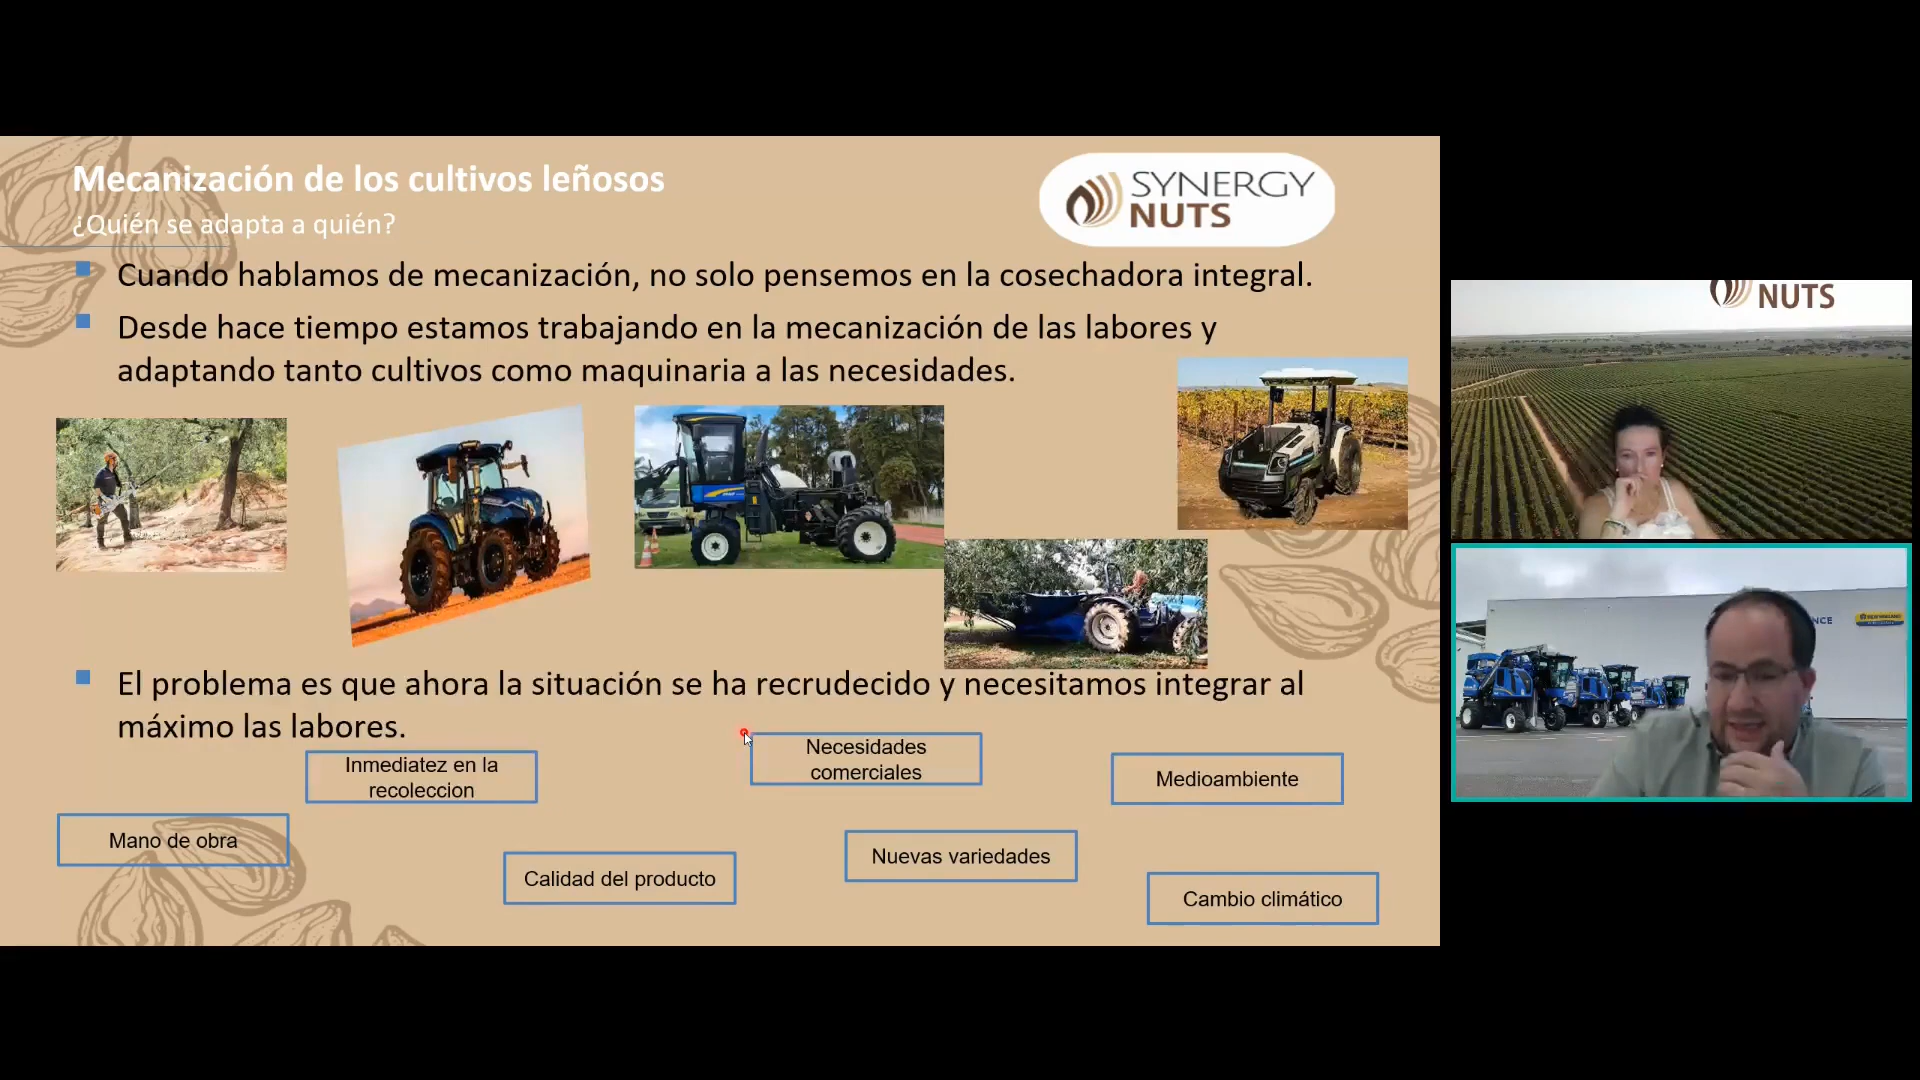 Mecanización de los cultivos leñosos
¿Quién se adapta a quién?
SYNERGY
NUTS
Cuando hablamos de mecanización, no solo pensemos en la cosechadora integral.
Desde hace tiempo estamos trabajando en la mecanización de las labores y
adaptando tanto cultivos como maquinaria a las necesidades.
El problema es que ahora la situación se ha recrudecido y necesitamos integrar al
máximo las labores.
Inmediatez en la
recoleccion
Necesidades
comerciales
Medioambiente
Mano de obra
Calidad del producto
Nuevas variedades
Cambio climático
NUTS
NCE